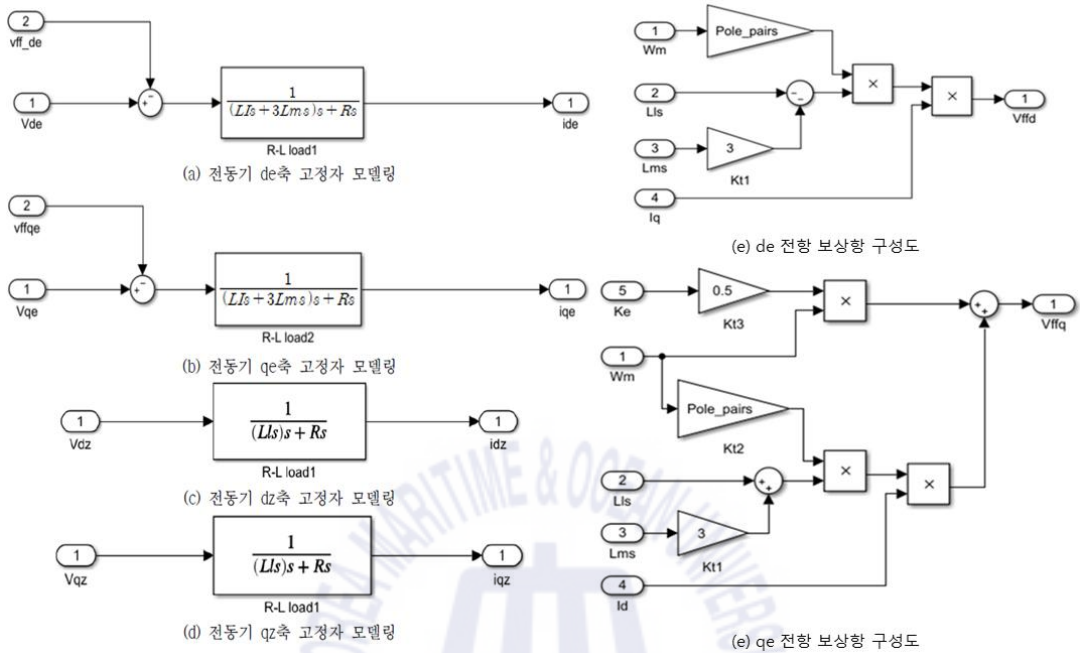 2
vff_de
1
Vde
1
(LIs+3Lms)s+Rs
R-L load1
1
ide
(a) 전동기 de축 고정자 모델링
2
vffqe
1
Vqe
1
(LIs+3Lms)s+Rs
R-L load2
1
iqe
(b) 전동기 qe축 고정자 모델링
1
Vdz
1
(Lls)s + Rs
R-L load1
1
idz
(c) 전동기 dz축 고정자 모델링
1
Vqz
1
(Lls)s + Rs
R-L load1
1
iqz
(d) 전동기 qz축 고정자 모델링
1
Wm
Pole_pairs
2
Lls
3
Lms
3
Kt1
4
Iq
×
×
1
Vffd
(e) de 전향 보상항 구성도
5
Ke
0.5
Kt3
×
1
Wm
Pole_pairs
Kt2
2
Lls
3
Lms
3
Kt1
4
Id
×
×
1
Vffq
(e) qe 전향 보상항 구성도
KOREA MARITIME & OCEAN UNIVERS